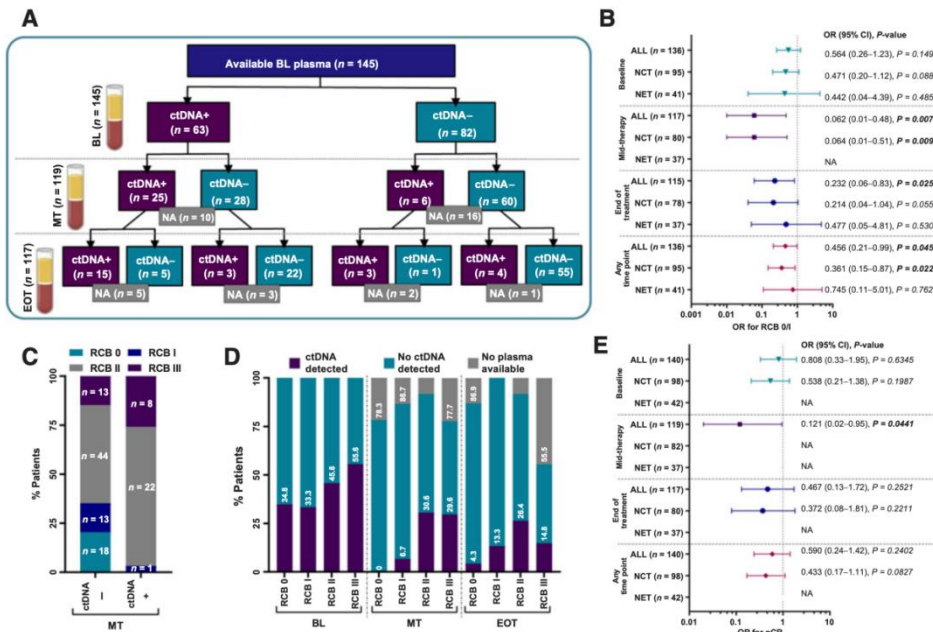 A
Available BL plasma (n = 145)
BL (n = 145)
ctDNA+
(n = 63)
ctDNA–
(n = 82)
MT (n = 119)
ctDNA+
(n = 25)
ctDNA–
(n = 28)
ctDNA+
(n = 6)
ctDNA–
(n = 60)
NA (n = 10)
NA (n = 16)
EOT (n = 117)
ctDNA+
(n = 15)
ctDNA–
(n = 5)
ctDNA+
(n = 3)
ctDNA–
(n = 22)
ctDNA+
(n = 3)
ctDNA–
(n = 1)
ctDNA+
(n = 4)
ctDNA–
(n = 55)
NA (n = 5)
NA (n = 3)
NA (n = 2)
NA (n = 1)
B
OR (95% CI), P-value
Baseline
ALL (n = 136)
0.564 (0.26–1.23), P = 0.149
NCT (n = 95)
0.471 (0.20–1.12), P = 0.088
NET (n = 41)
0.442 (0.04–4.39), P = 0.485
Mid-therapy
ALL (n = 117)
0.062 (0.01–0.48), P = 0.007
NCT (n = 80)
0.064 (0.01–0.51), P = 0.009
NET (n = 37)
NA
End of
treatment
ALL (n = 115)
0.232 (0.06–0.83), P = 0.025
NCT (n = 78)
0.214 (0.04–1.04), P = 0.055
NET (n = 37)
0.477 (0.05–4.81), P = 0.530
Any
time point
ALL (n = 136)
0.456 (0.21–0.99), P = 0.045
NCT (n = 95)
0.361 (0.15–0.87), P = 0.022
NET (n = 41)
0.745 (0.11–5.01), P = 0.762
0.001 0.01 0.1 1 10
OR for RCB 0/I
C
RCB 0
RCB I
RCB II
RCB III
% Patients
100
75
50
25
0
n = 13
n = 44
n = 13
n = 18
n = 8
n = 22
n = 1
ctDNA –
ctDNA +
MT
D
ctDNA
detected
No ctDNA
detected
No plasma
available
% Patients
100
75
50
25
0
34.8
33.3
45.8
55.6
78.3
0
86.7
6.7
30.6
77.7
29.6
86.9
4.3
13.3
26.4
55.5
14.8
RCB 0
RCB I
RCB II
RCB III
RCB 0
RCB I
RCB II
RCB III
RCB 0
RCB I
RCB II
RCB III
BL
MT
EOT
E
OR (95% CI), P-value
Baseline
ALL (n = 140)
0.808 (0.33–1.95), P = 0.6345
NCT (n = 98)
0.538 (0.21–1.38), P = 0.1987
NET (n = 42)
NA
Mid-therapy
ALL (n = 119)
0.121 (0.02–0.95), P = 0.0441
NCT (n = 82)
NA
NET (n = 37)
NA
End of
treatment
ALL (n = 117)
0.467 (0.13–1.72), P = 0.2521
NCT (n = 80)
0.372 (0.08–1.81), P = 0.2211
NET (n = 37)
NA
Any
time point
ALL (n = 140)
0.590 (0.24–1.42), P = 0.2402
NCT (n = 98)
0.433 (0.17–1.11), P = 0.0827
NET (n = 42)
NA
0.01 0.1 1 10
OR for pCR